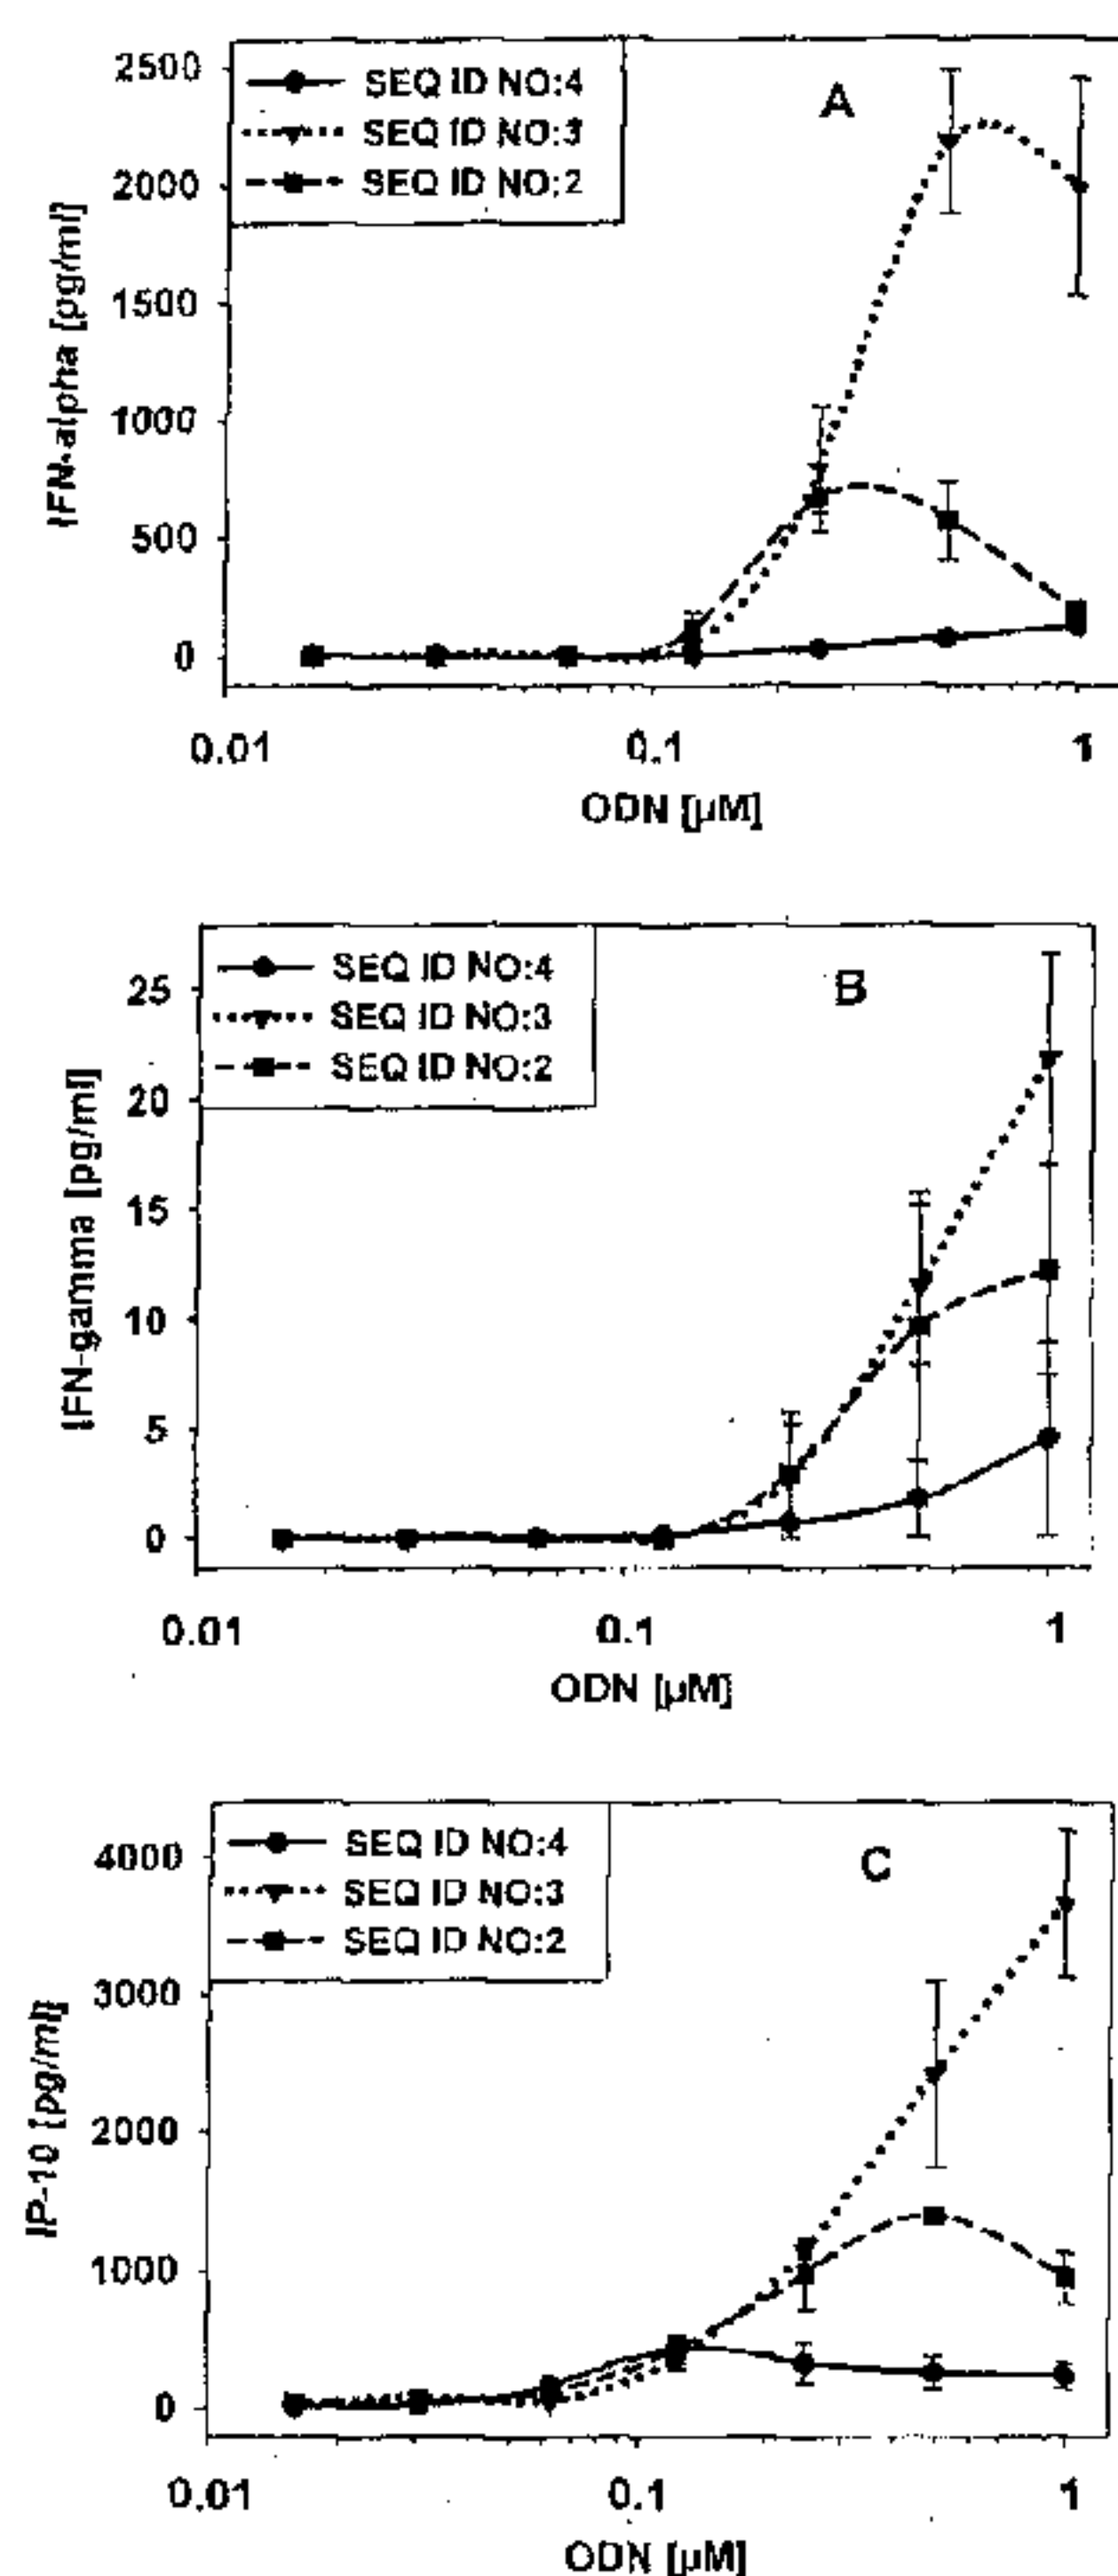 A
SEQ ID NO:4
SEQ ID NO:3
SEQ ID NO:2
IFN-alpha [pg/ml]
2500
2000
1500
1000
500
0
0.01
0.1
1
ODN [µM]
B
SEQ ID NO:4
SEQ ID NO:3
SEQ ID NO:2
IFN-gamma [pg/ml]
25
20
15
10
5
0
0.01
0.1
1
ODN [µM]
C
SEQ ID NO:4
SEQ ID NO:3
SEQ ID NO:2
IP-10 [pg/ml]
4000
3000
2000
1000
0
0.01
0.1
1
ODN [µM]